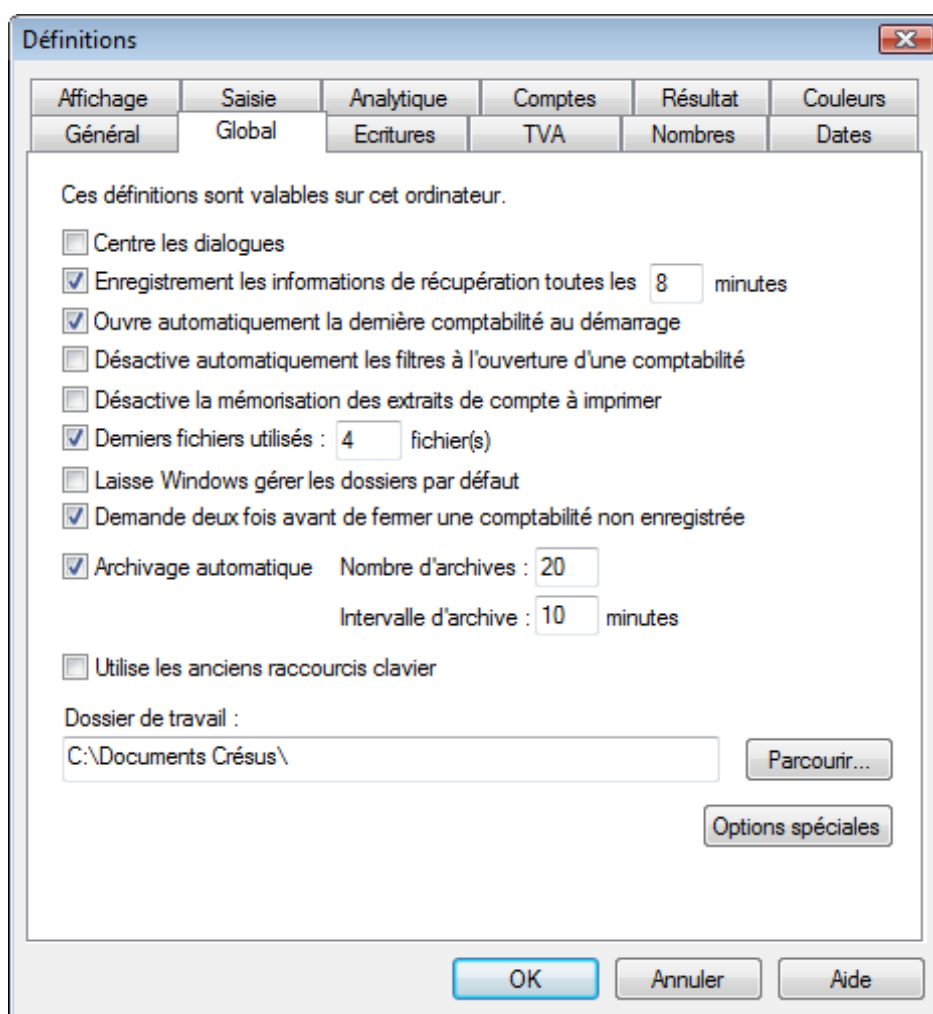 Définitions
Affichage Saisie Analytique Comptes Résultat Couleurs
Général Global Ecritures TVA Nombres Dates
Ces définitions sont valables sur cet ordinateur.
Centre les dialogues
Enregistrement les informations de récupération toutes les 8 minutes
Ouvre automatiquement la dernière comptabilité au démarrage
Désactive automatiquement les filtres à l'ouverture d'une comptabilité
Désactive la mémorisation des extraits de compte à imprimer
Derniers fichiers utilisés : 4 fichier(s)
Laisse Windows gérer les dossiers par défaut
Demande deux fois avant de fermer une comptabilité non enregistrée
Archivage automatique Nombre d'archives : 20
Intervalle d'archive : 10 minutes
Utilise les anciens raccourcis clavier
Dossier de travail :
C:\Documents Crésus\ Parcourir...
Options spéciales
OK Annuler Aide